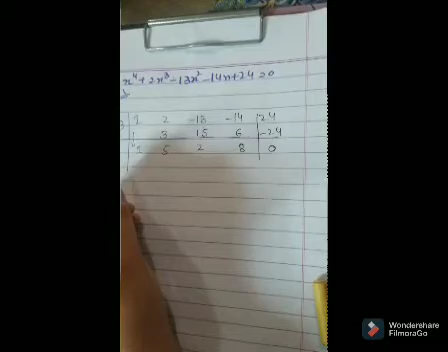 x⁴ + 2x³ - 13x² - 14x + 24 = 0
3 1 2 -13 -14 24
3 15 6 -24
1 5 2 8 0
Wondershare
FilmoraGo